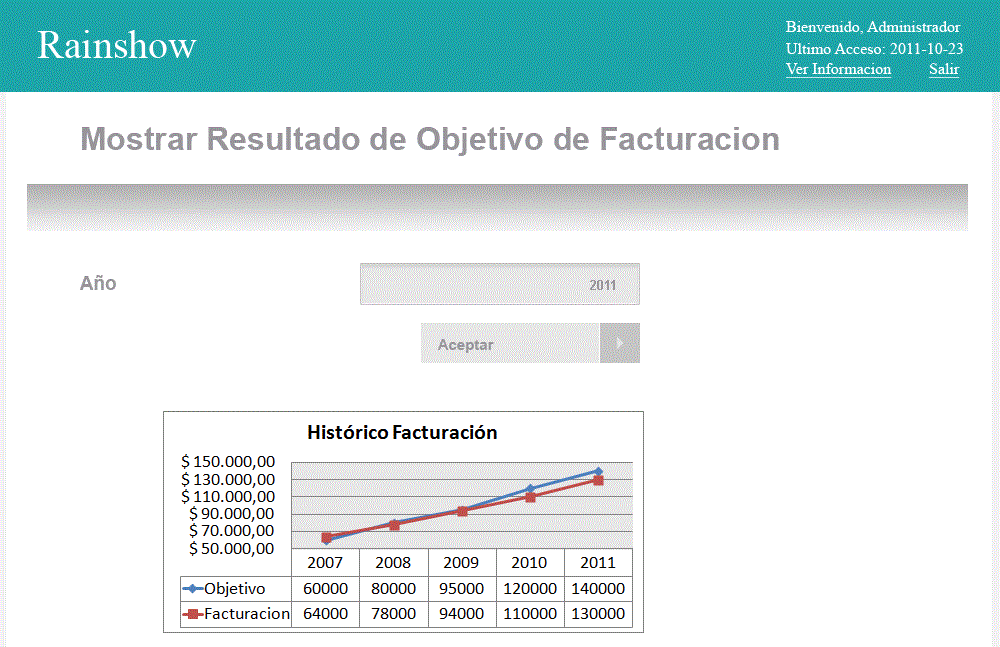 Rainshow
Bienvenido, Administrador
Ultimo Acceso: 2011-10-23
Ver Informacion Salir
Mostrar Resultado de Objetivo de Facturacion
Año 2011
Aceptar
Histórico Facturación
$ 150.000,00
$ 130.000,00
$ 110.000,00
$ 90.000,00
$ 70.000,00
$ 50.000,00
2007 2008 2009 2010 2011
Objetivo 60000 80000 95000 120000 140000
Facturacion 64000 78000 94000 110000 130000